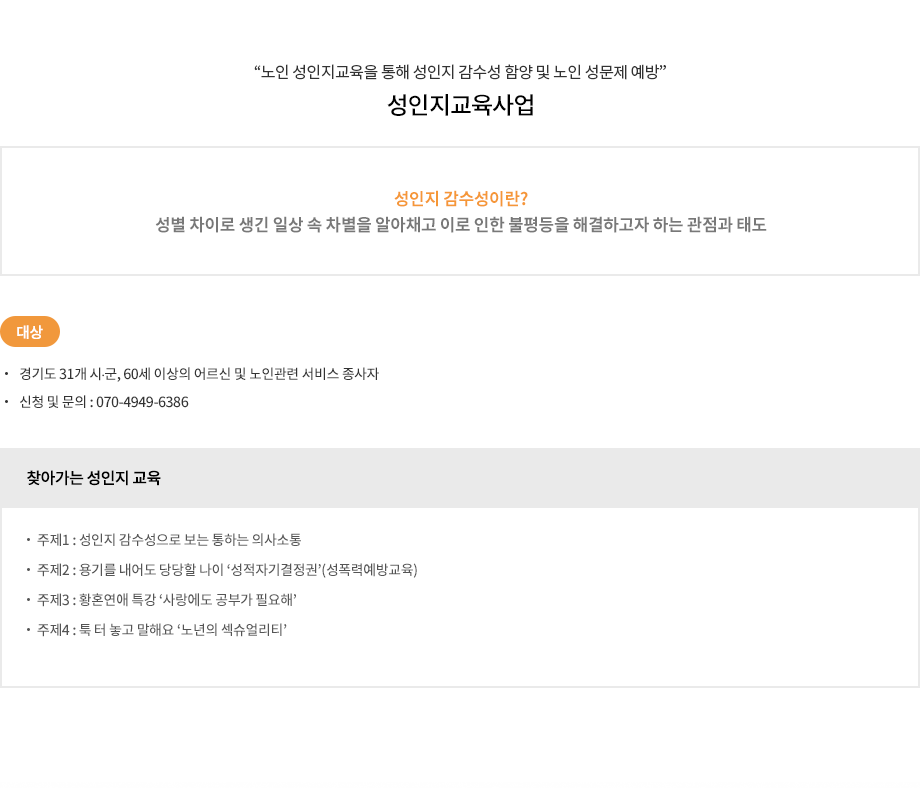 “노인 성인지교육을 통해 성인지 감수성 함양 및 노인 성문제 예방”
성인지교육사업
성인지 감수성이란?
성별 차이로 생긴 일상 속 차별을 알아채고 이로 인한 불평등을 해결하고자 하는 관점과 태도
대상
• 경기도 31개 시·군, 60세 이상의 어르신 및 노인관련 서비스 종사자
• 신청 및 문의 : 070-4949-6386
찾아가는 성인지 교육
• 주제1 : 성인지 감수성으로 보는 통하는 의사소통
• 주제2 : 용기를 내어도 당당할 나이 ‘성적자기결정권’(성폭력예방교육)
• 주제3 : 황혼연애 특강 ‘사랑에도 공부가 필요해’
• 주제4 : 툭 터 놓고 말해요 ‘노년의 섹슈얼리티’